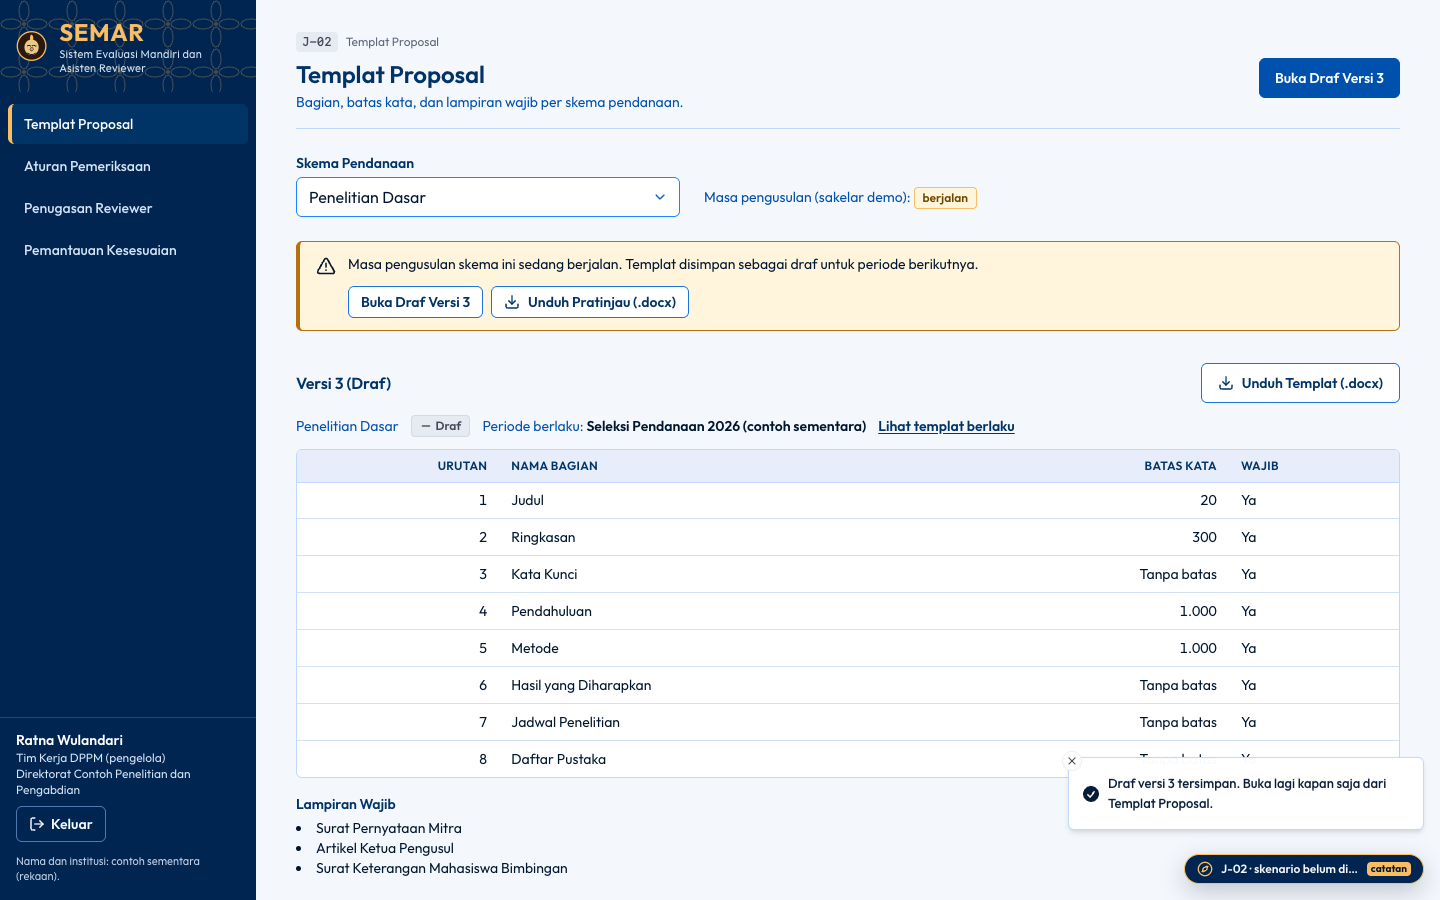 SEMAR
Sistem Evaluasi Mandiri dan
Asisten Reviewer
Templat Proposal
Aturan Pemeriksaan
Penugasan Reviewer
Pemantauan Kesesuaian
Ratna Wulandari
Tim Kerja DPPM (pengelola)
Direktorat Contoh Penelitian dan
Pengabdian
Keluar
Nama dan institusi: contoh sementara
(rekaan).
J-02 Templat Proposal
Templat Proposal
Bagian, batas kata, dan lampiran wajib per skema pendanaan.
Buka Draf Versi 3
Skema Pendanaan
Penelitian Dasar
Masa pengusulan (sakelar demo): berjalan
Masa pengusulan skema ini sedang berjalan. Templat disimpan sebagai draf untuk periode berikutnya.
Buka Draf Versi 3 Unduh Pratinjau (.docx)
Versi 3 (Draf)
Unduh Templat (.docx)
Penelitian Dasar — Draf Periode berlaku: Seleksi Pendanaan 2026 (contoh sementara) Lihat templat berlaku
URUTAN NAMA BAGIAN BATAS KATA WAJIB
1 Judul 20 Ya
2 Ringkasan 300 Ya
3 Kata Kunci Tanpa batas Ya
4 Pendahuluan 1.000 Ya
5 Metode 1.000 Ya
6 Hasil yang Diharapkan Tanpa batas Ya
7 Jadwal Penelitian Tanpa batas Ya
8 Daftar Pustaka
Lampiran Wajib
• Surat Pernyataan Mitra
• Artikel Ketua Pengusul
• Surat Keterangan Mahasiswa Bimbingan
Draf versi 3 tersimpan. Buka lagi kapan saja dari
Templat Proposal.
J-02 · skenario belum di... catatan